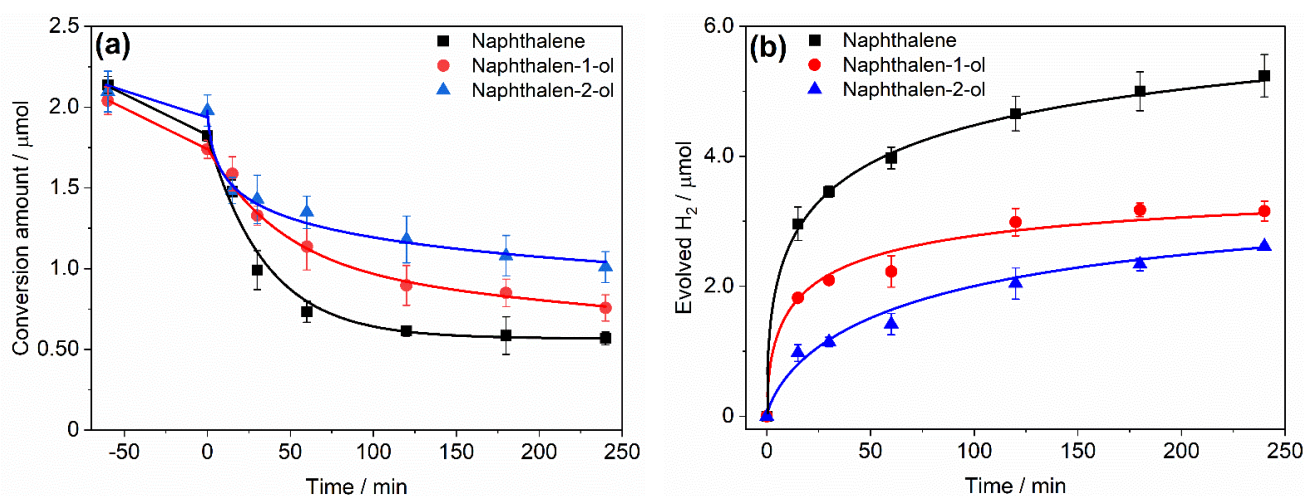 (a)
Naphthalene
Naphthalen-1-ol
Naphthalen-2-ol
2.5
2.0
1.5
1.0
0.50
0
Conversion amount / μmol
-50 0 50 100 150 200 250
Time / min
(b)
Naphthalene
Naphthalen-1-ol
Naphthalen-2-ol
6.0
4.0
2.0
0
Evolved H₂ / μmol
0 50 100 150 200 250
Time / min